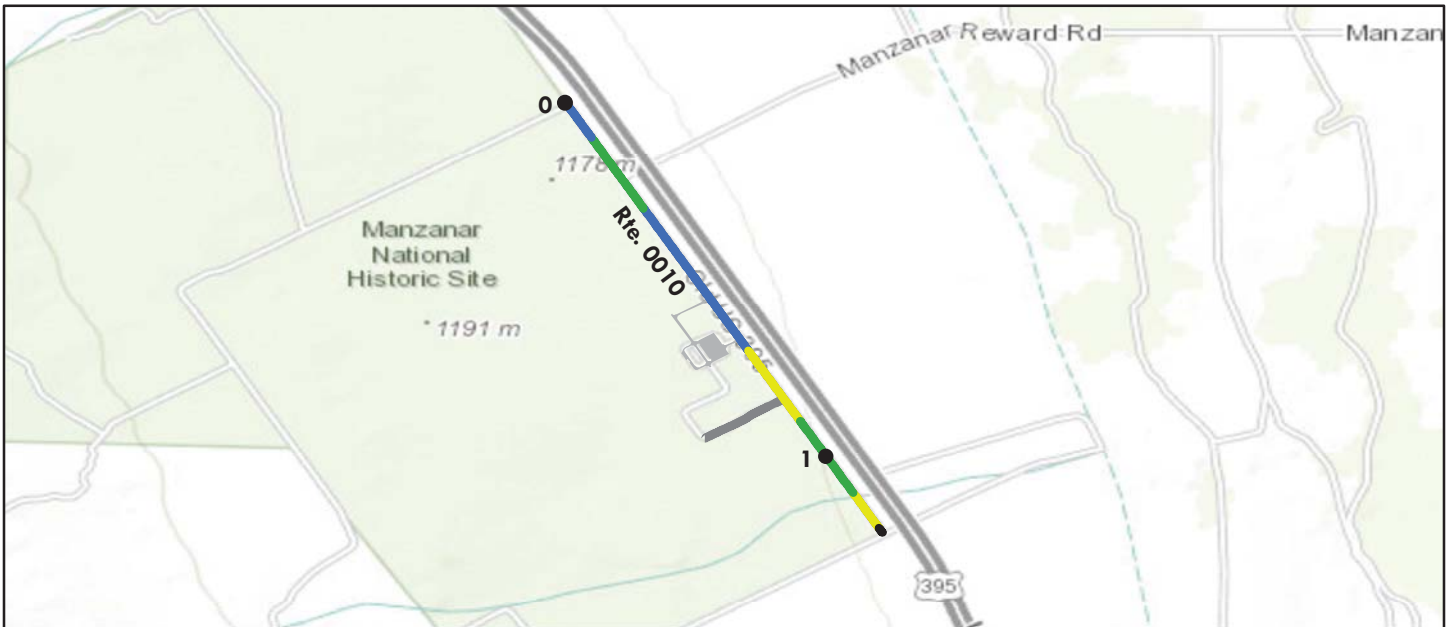 Manzanar Reward Rd
Manzan
0
1178 m
Rte. 0010
Manzanar
National
Historic Site
1191 m
1
395